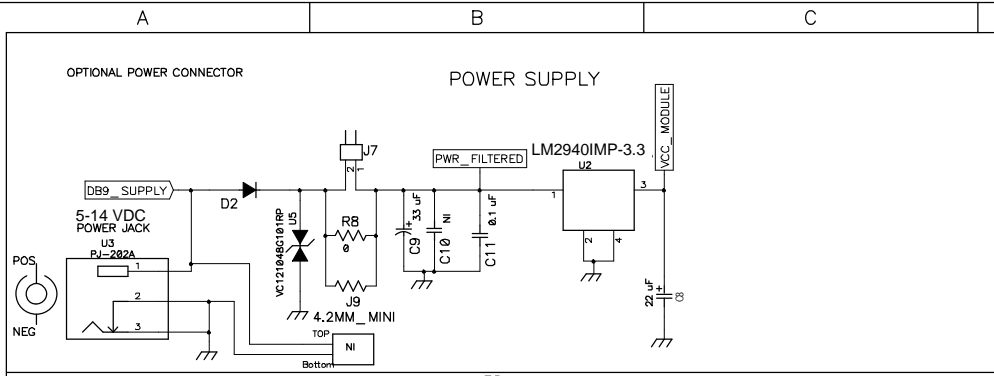 A B C
OPTIONAL POWER CONNECTOR
POWER SUPPLY
VCC_MODULE
J7
2 1
PWR_FILTERED
LM2940IMP-3.3
U2
DB9_SUPPLY
D2
1 3
2 4
5-14 VDC
POWER JACK
U3
PJ-202A
POS
NEG
1
2
3
VC121048G101RP
U5
R8
0
J9
+
33 uF
C9
NI
C10
0.1 uF
C11
22 uF
+
C8
4.2MM_MINI
TOP
NI
Bottom